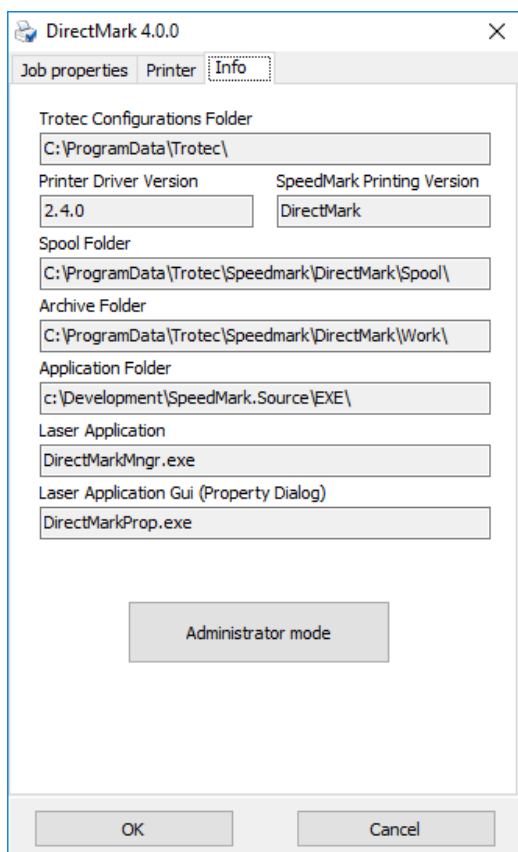 DirectMark 4.0.0
Job properties Printer Info
Trotec Configurations Folder
C:\ProgramData\Trotec\
Printer Driver Version SpeedMark Printing Version
2.4.0 DirectMark
Spool Folder
C:\ProgramData\Trotec\Speedmark\DirectMark\Spool\
Archive Folder
C:\ProgramData\Trotec\Speedmark\DirectMark\Work\
Application Folder
c:\Development\SpeedMark.Source\EXE\
Laser Application
DirectMarkMngr.exe
Laser Application Gui (Property Dialog)
DirectMarkProp.exe
Administrator mode
OK Cancel